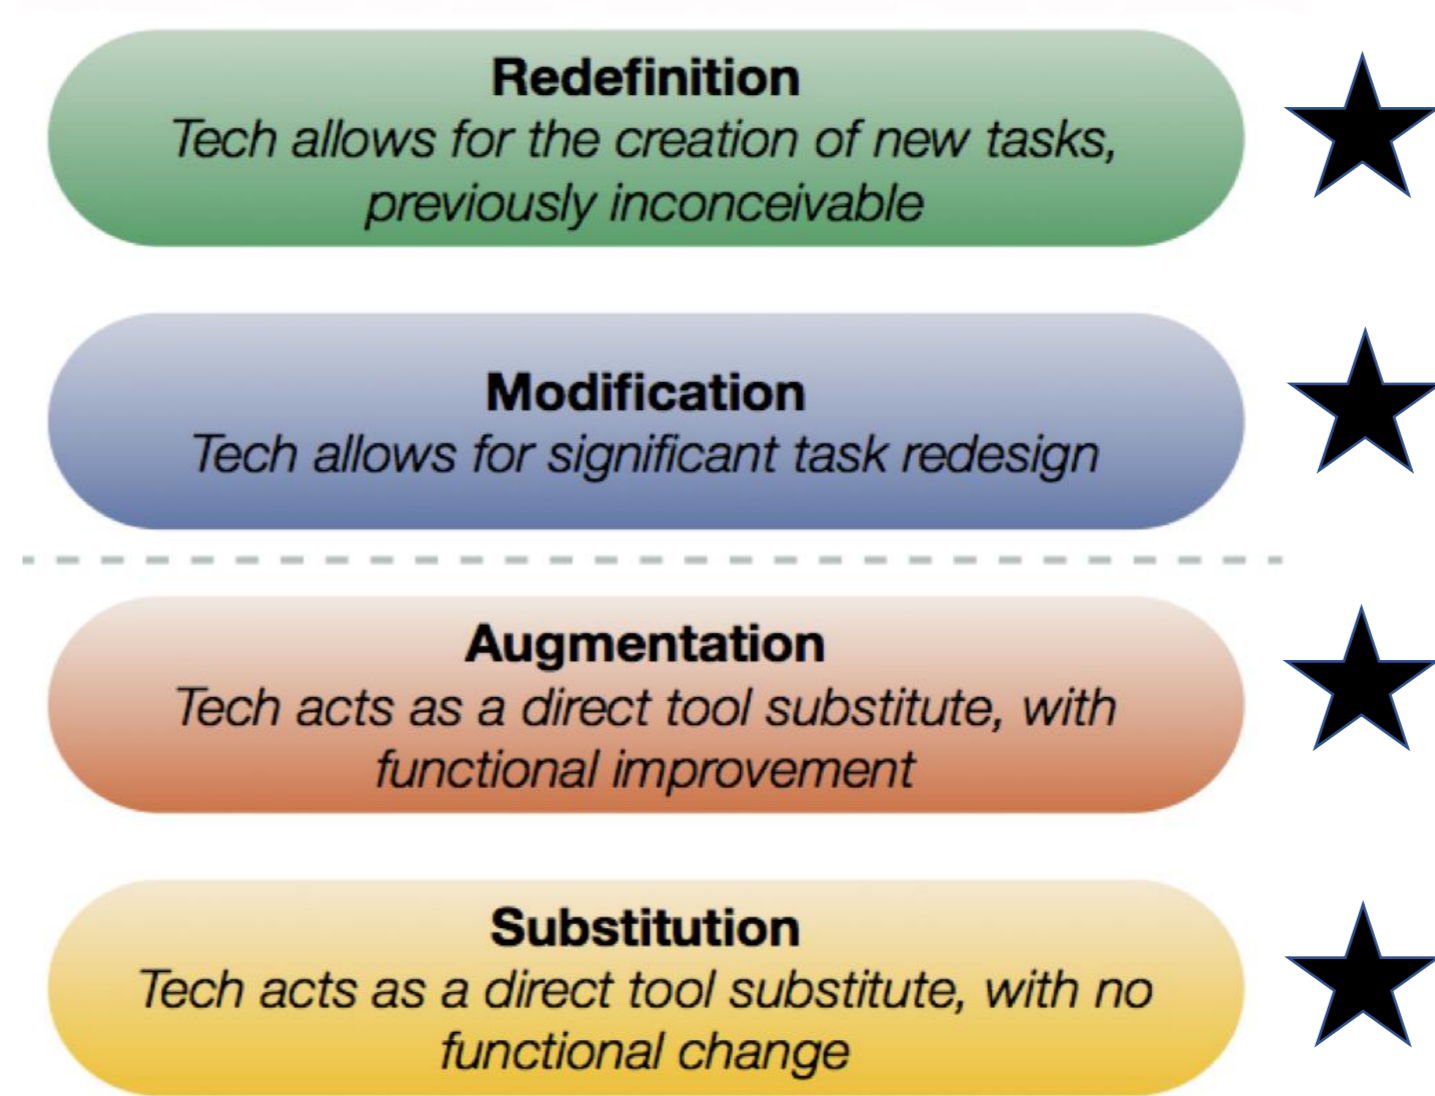 Redefinition
Tech allows for the creation of new tasks,
previously inconceivable
Modification
Tech allows for significant task redesign
Augmentation
Tech acts as a direct tool substitute, with
functional improvement
Substitution
Tech acts as a direct tool substitute, with no
functional change